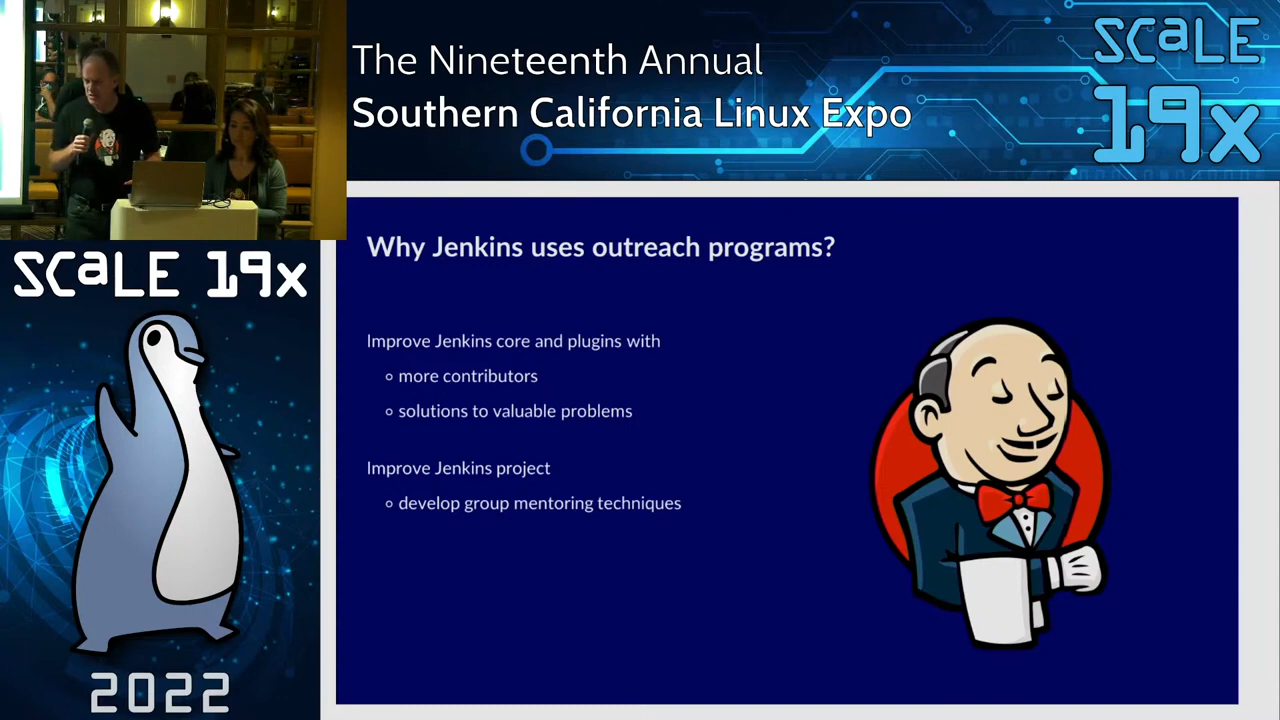 The Nineteenth Annual
Southern California Linux Expo
SCaLE
19x
SCaLE 19x
2022
Why Jenkins uses outreach programs?
Improve Jenkins core and plugins with
more contributors
solutions to valuable problems
Improve Jenkins project
develop group mentoring techniques